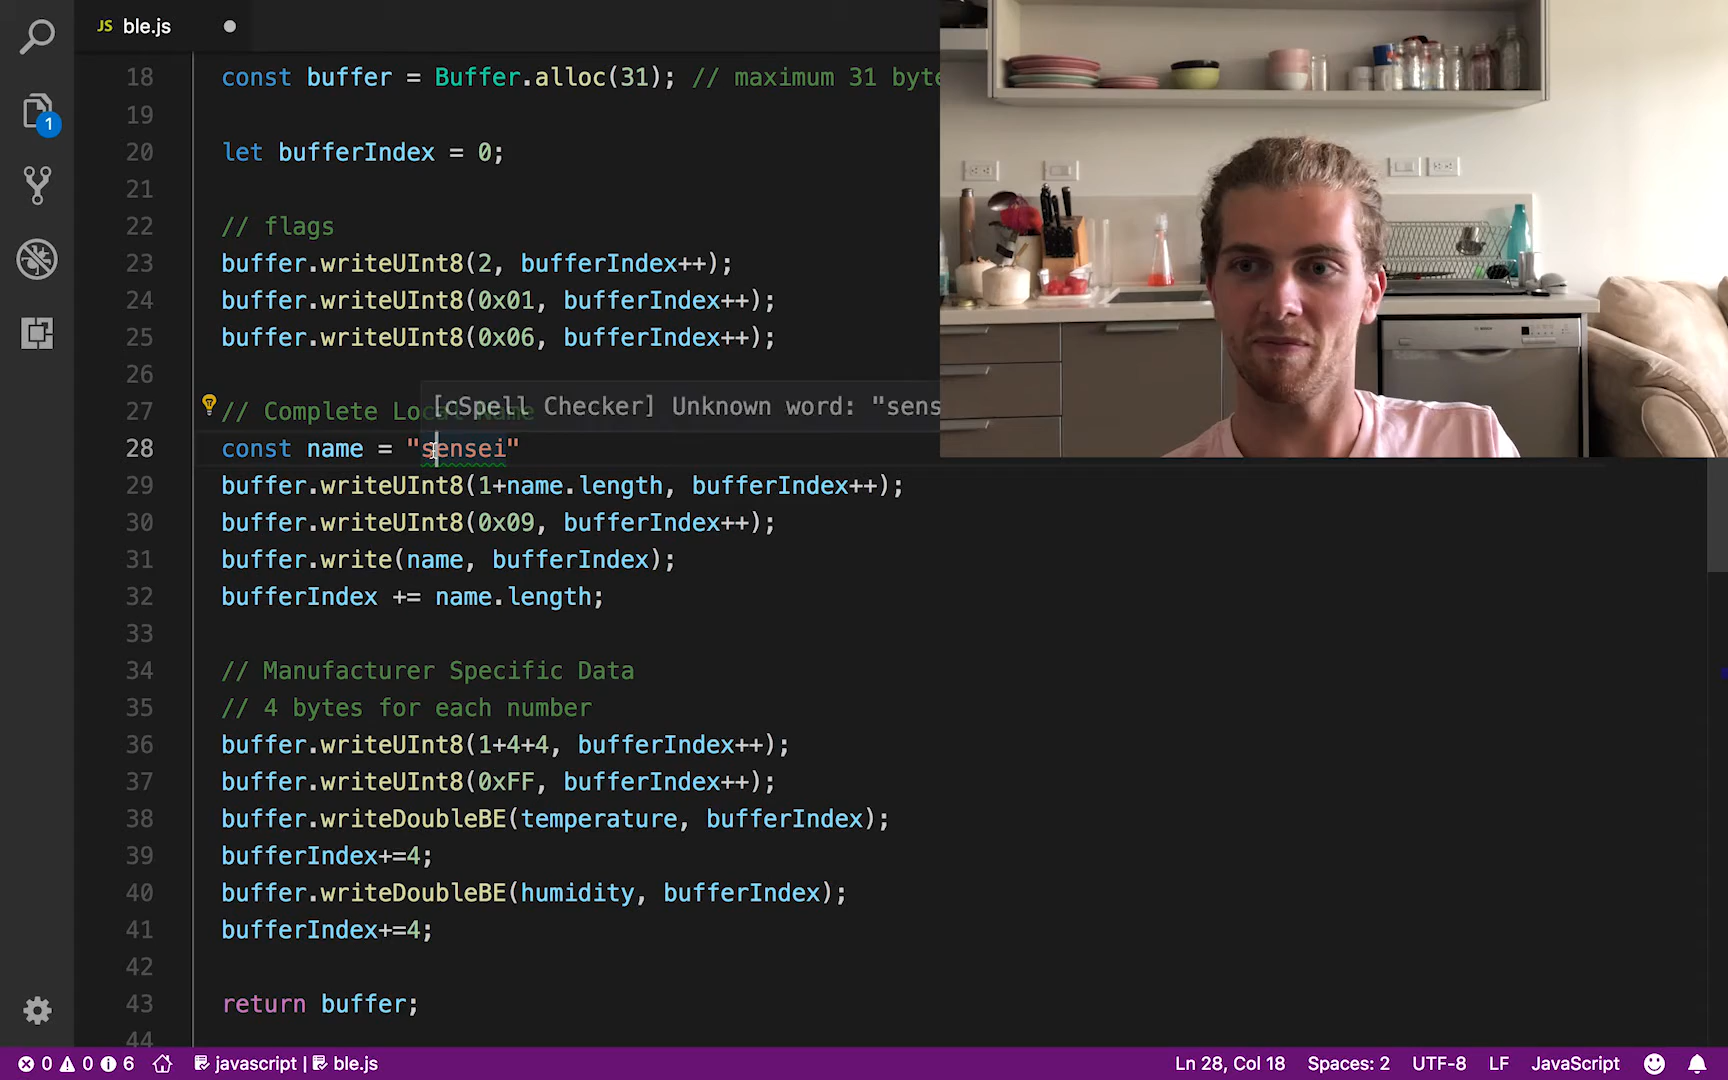 JS ble.js
18 const buffer = Buffer.alloc(31); // maximum 31 byte
19
20 let bufferIndex = 0;
21
22 // flags
23 buffer.writeUInt8(2, bufferIndex++);
24 buffer.writeUInt8(0x01, bufferIndex++);
25 buffer.writeUInt8(0x06, bufferIndex++);
26
[cSpell Checker] Unknown word: "sens
27 // Complete Local Name
28 const name = "sensei"
29 buffer.writeUInt8(1+name.length, bufferIndex++);
30 buffer.writeUInt8(0x09, bufferIndex++);
31 buffer.write(name, bufferIndex);
32 bufferIndex += name.length;
33
34 // Manufacturer Specific Data
35 // 4 bytes for each number
36 buffer.writeUInt8(1+4+4, bufferIndex++);
37 buffer.writeUInt8(0xFF, bufferIndex++);
38 buffer.writeDoubleBE(temperature, bufferIndex);
39 bufferIndex+=4;
40 buffer.writeDoubleBE(humidity, bufferIndex);
41 bufferIndex+=4;
42
43 return buffer;
44
1
0 0 6 javascript | ble.js Ln 28, Col 18 Spaces: 2 UTF-8 LF JavaScript